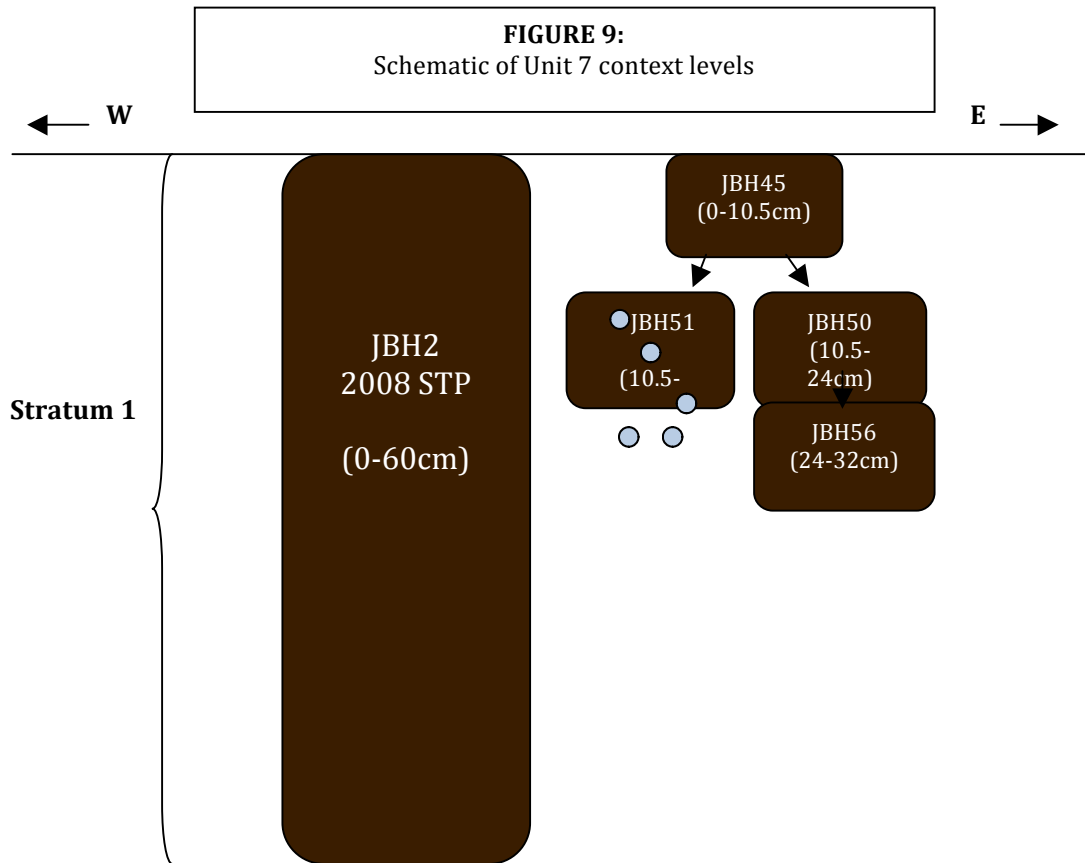 FIGURE 9:
Schematic of Unit 7 context levels
W
E
JBH45
(0-10.5cm)
JBH51
(10.5-
JBH50
(10.5-
24cm)
JBH56
(24-32cm)
JBH2
2008 STP
(0-60cm)
Stratum 1